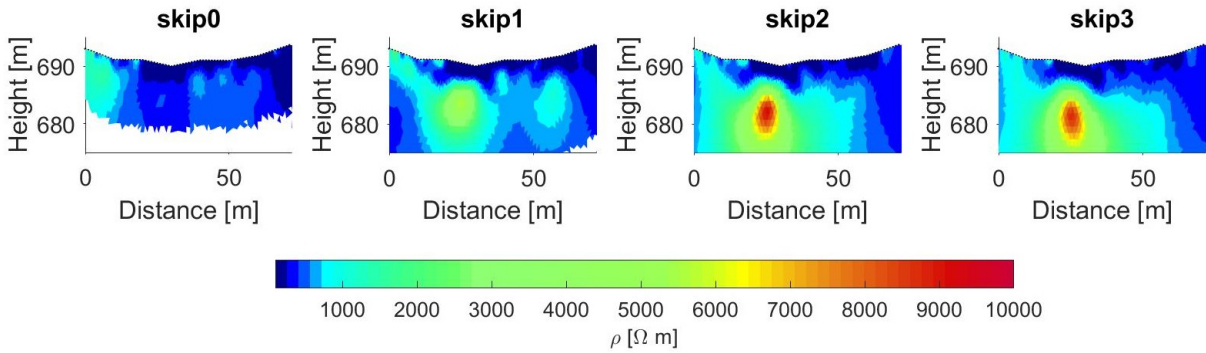 skip0 skip1 skip2 skip3
Height [m] Height [m] Height [m] Height [m]
690 690 690 690
680 680 680 680
0 50 0 50 0 50 0 50
Distance [m] Distance [m] Distance [m] Distance [m]
1000 2000 3000 4000 5000 6000 7000 8000 9000 10000
ρ [Ω m]